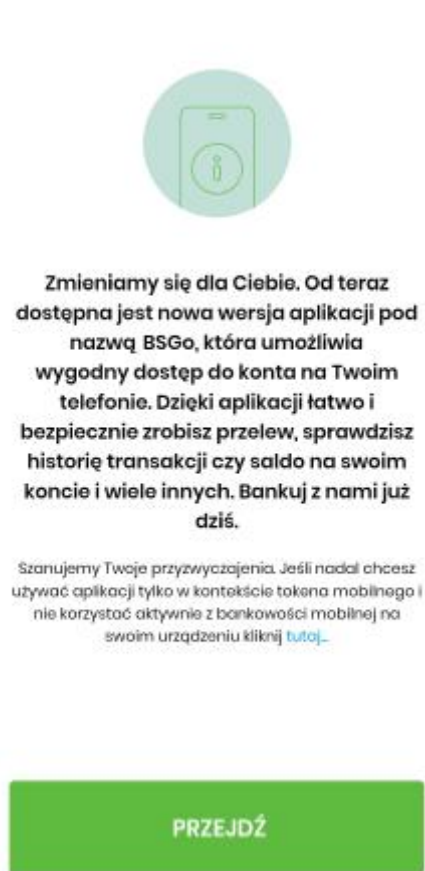 Zmieniamy się dla Ciebie. Od teraz
dostępna jest nowa wersja aplikacji pod
nazwą BSGo, która umożliwia
wygodny dostęp do konta na Twoim
telefonie. Dzięki aplikacji łatwo i
bezpiecznie zrobisz przelew, sprawdzisz
historię transakcji czy saldo na swoim
koncie i wiele innych. Bankuj z nami już
dziś.
Szanujemy Twoje przyzwyczajenia. Jeśli nadal chcesz
używać aplikacji tylko w kontekście tokena mobilnego i
nie korzystać aktywnie z bankowości mobilnej na
swoim urządzeniu kliknij tutaj...
PRZEJDŹ